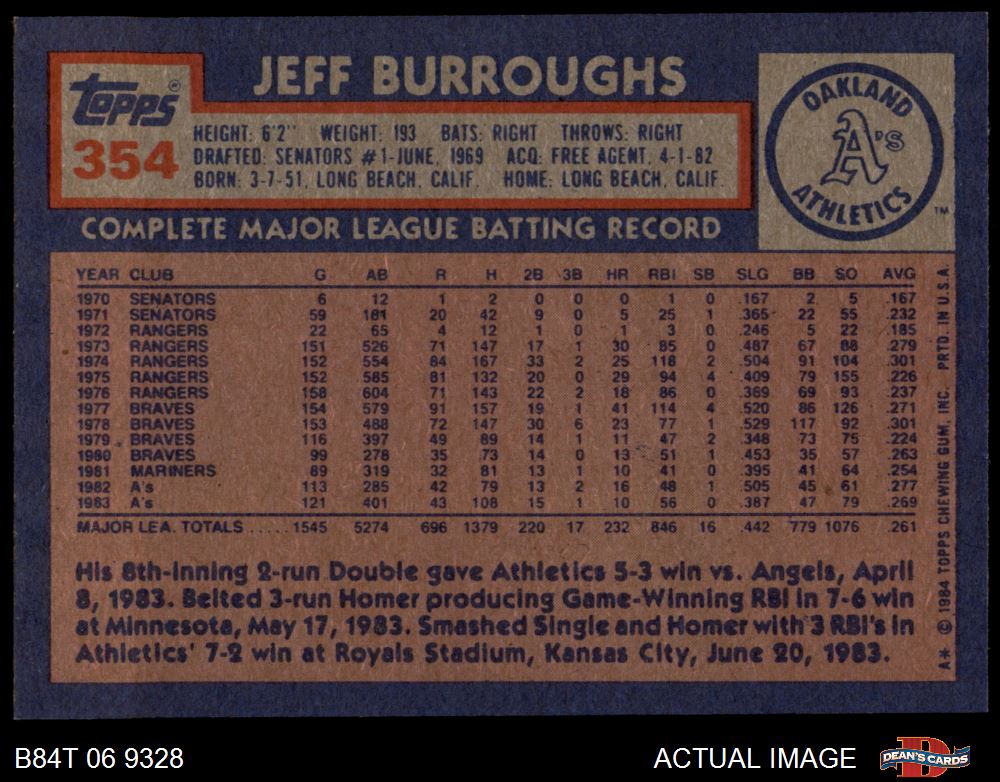 JEFF BURROUGHS
Topps®
354
HEIGHT: 6'2" WEIGHT: 193 BATS: RIGHT THROWS: RIGHT
DRAFTED: SENATORS #1-JUNE, 1969 ACQ: FREE AGENT, 4-1-82
BORN: 3-7-51, LONG BEACH, CALIF. HOME: LONG BEACH, CALIF.
OAKLAND
A's
ATHLETICS
TM
COMPLETE MAJOR LEAGUE BATTING RECORD
YEAR CLUB G AB R H 2B 3B HR RBI SB SLG BB SO AVG
1970 SENATORS 6 12 1 2 0 0 0 1 0 .167 2 5 .167
1971 SENATORS 59 181 20 42 9 0 5 25 1 .365 22 55 .232
1972 RANGERS 22 65 4 12 1 0 1 3 0 .246 5 22 .185
1973 RANGERS 151 526 71 147 17 1 30 85 0 .487 67 88 .279
1974 RANGERS 152 554 84 167 33 2 25 118 2 .504 91 104 .301
1975 RANGERS 152 585 81 132 20 0 29 94 4 .409 79 155 .226
1976 RANGERS 158 604 71 143 22 2 18 86 0 .369 69 93 .237
1977 BRAVES 154 579 91 157 19 1 41 114 4 .520 86 126 .271
1978 BRAVES 153 488 72 147 30 6 23 77 1 .529 117 92 .301
1979 BRAVES 116 397 49 89 14 1 11 47 2 .348 73 75 .224
1980 BRAVES 99 278 35 73 14 0 13 51 1 .453 35 57 .263
1981 MARINERS 89 319 32 81 13 1 10 41 0 .395 41 64 .254
1982 A's 113 285 42 79 13 2 16 48 1 .505 45 61 .277
1983 A's 121 401 43 108 15 1 10 56 0 .387 47 79 .269
MAJOR LEA. TOTALS ..... 1545 5274 696 1379 220 17 232 846 16 .442 779 1076 .261
His 8th-inning 2-run Double gave Athletics 5-3 win vs. Angels, April
8, 1983. Belted 3-run Homer producing Game-Winning RBI in 7-6 win
at Minnesota, May 17, 1983. Smashed Single and Homer with 3 RBI's in
Athletics' 7-2 win at Royals Stadium, Kansas City, June 20, 1983.
A* © 1984 TOPPS CHEWING GUM, INC. PRTD. IN U.S.A.
B84T 06 9328
ACTUAL IMAGE
DEAN'S CARDS